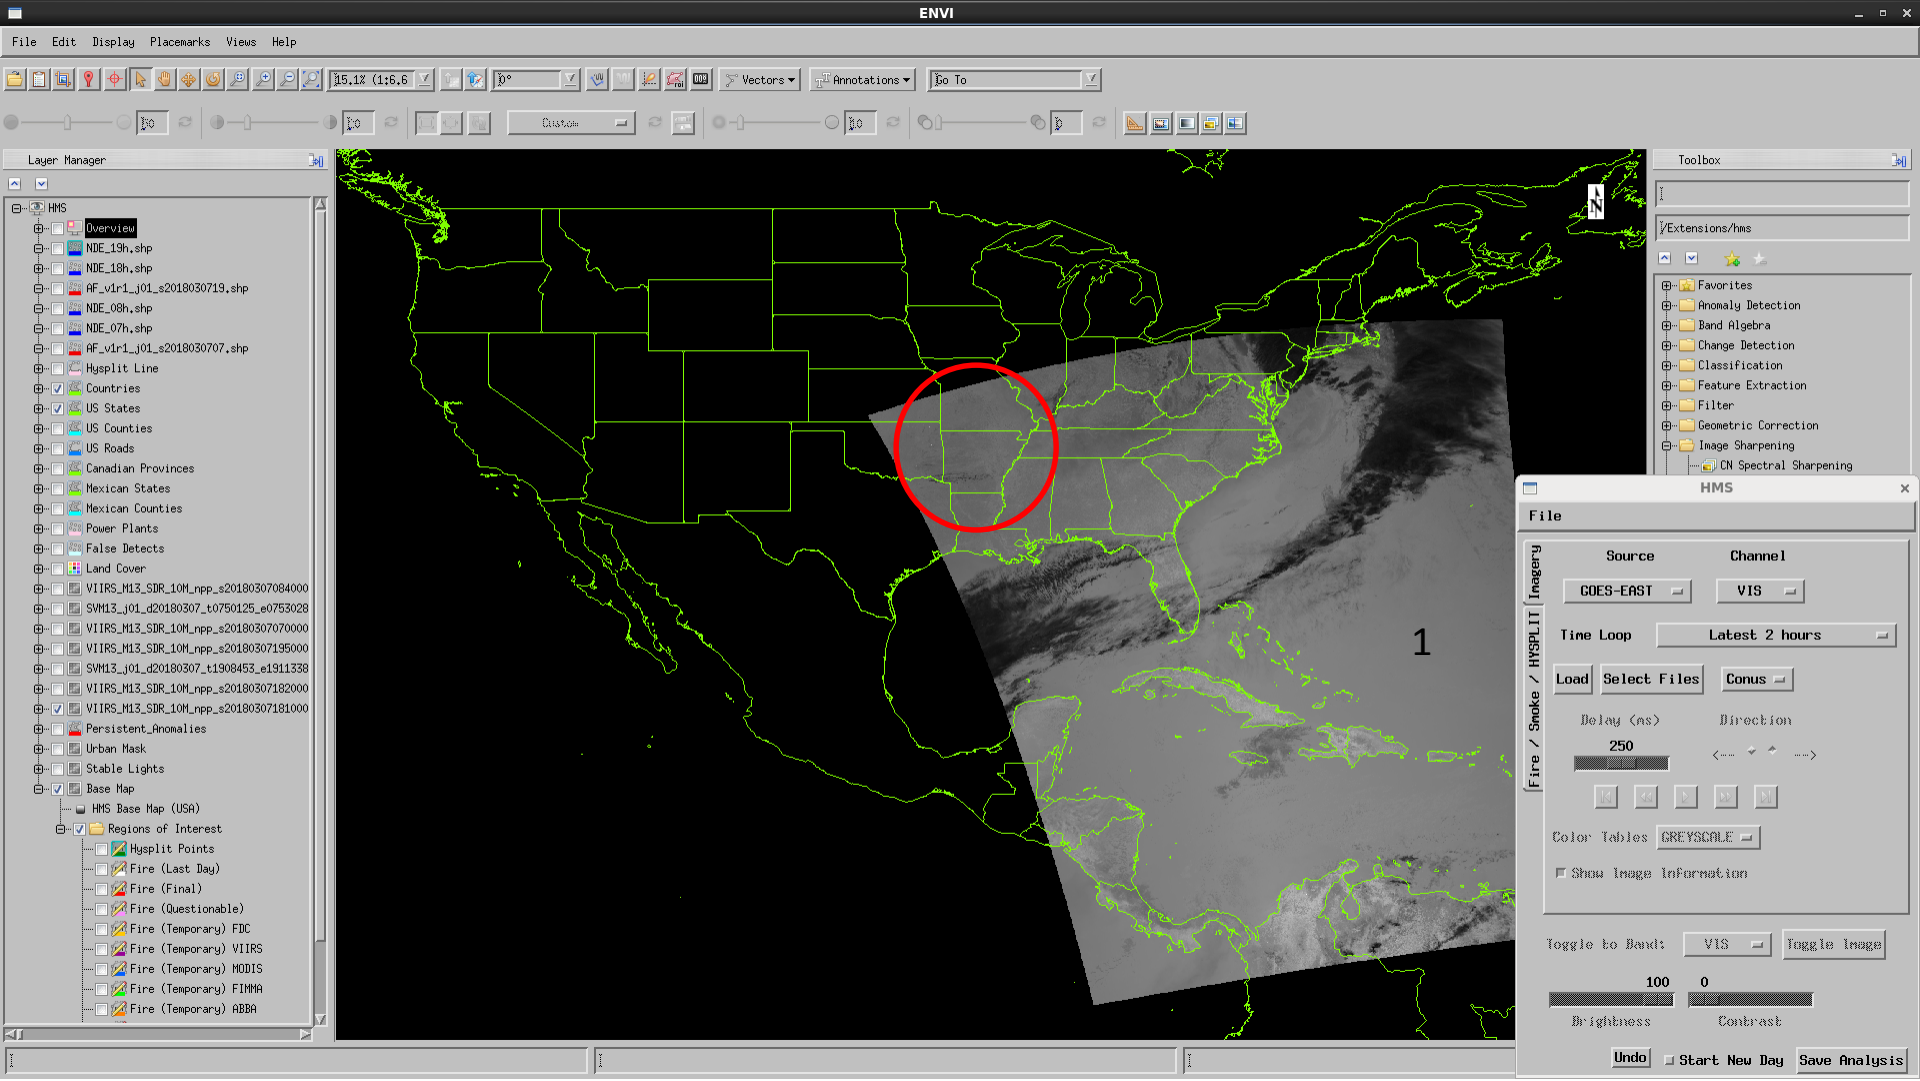 ENVI
File Edit Display Placemarks Views Help
15.1% (1:6.6 0° Vectors Annotations Go To
Custom
Layer Manager
HMS
Overview
NDE_19h.shp
NDE_18h.shp
AF_v1r1_j01_s2018030719.shp
NDE_08h.shp
NDE_07h.shp
AF_v1r1_j01_s2018030707.shp
Hysplit Line
Countries
US States
US Counties
US Roads
Canadian Provinces
Mexican States
Mexican Counties
Power Plants
False Detects
Land Cover
VIIRS_M13_SDR_10M_npp_s20180307084000
SVM13_j01_d20180307_t0750125_e0753028
VIIRS_M13_SDR_10M_npp_s20180307070000
VIIRS_M13_SDR_10M_npp_s20180307195000
SVM13_j01_d20180307_t1908453_e1911338
VIIRS_M13_SDR_10M_npp_s20180307182000
VIIRS_M13_SDR_10M_npp_s20180307181000
Persistent_Anomalies
Urban Mask
Stable Lights
Base Map
HMS Base Map (USA)
Regions of Interest
Hysplit Points
Fire (Last Day)
Fire (Final)
Fire (Questionable)
Fire (Temporary) FDC
Fire (Temporary) VIIRS
Fire (Temporary) MODIS
Fire (Temporary) FIMMA
Fire (Temporary) ABBA
N
1
Toolbox
/Extensions/hms
Favorites
Anomaly Detection
Band Algebra
Change Detection
Classification
Feature Extraction
Filter
Geometric Correction
Image Sharpening
CN Spectral Sharpening
HMS
File
Imagery
Fire / Smoke / HYSPLIT
Source Channel
GOES-EAST VIS
Time Loop Latest 2 hours
Load Select Files Conus
Delay (ms) Direction
250
<--- --->
Color Tables GREYSCALE
Show Image Information
Toggle to Band: VIS Toggle Image
100 0
Brightness Contrast
Undo Start New Day Save Analysis